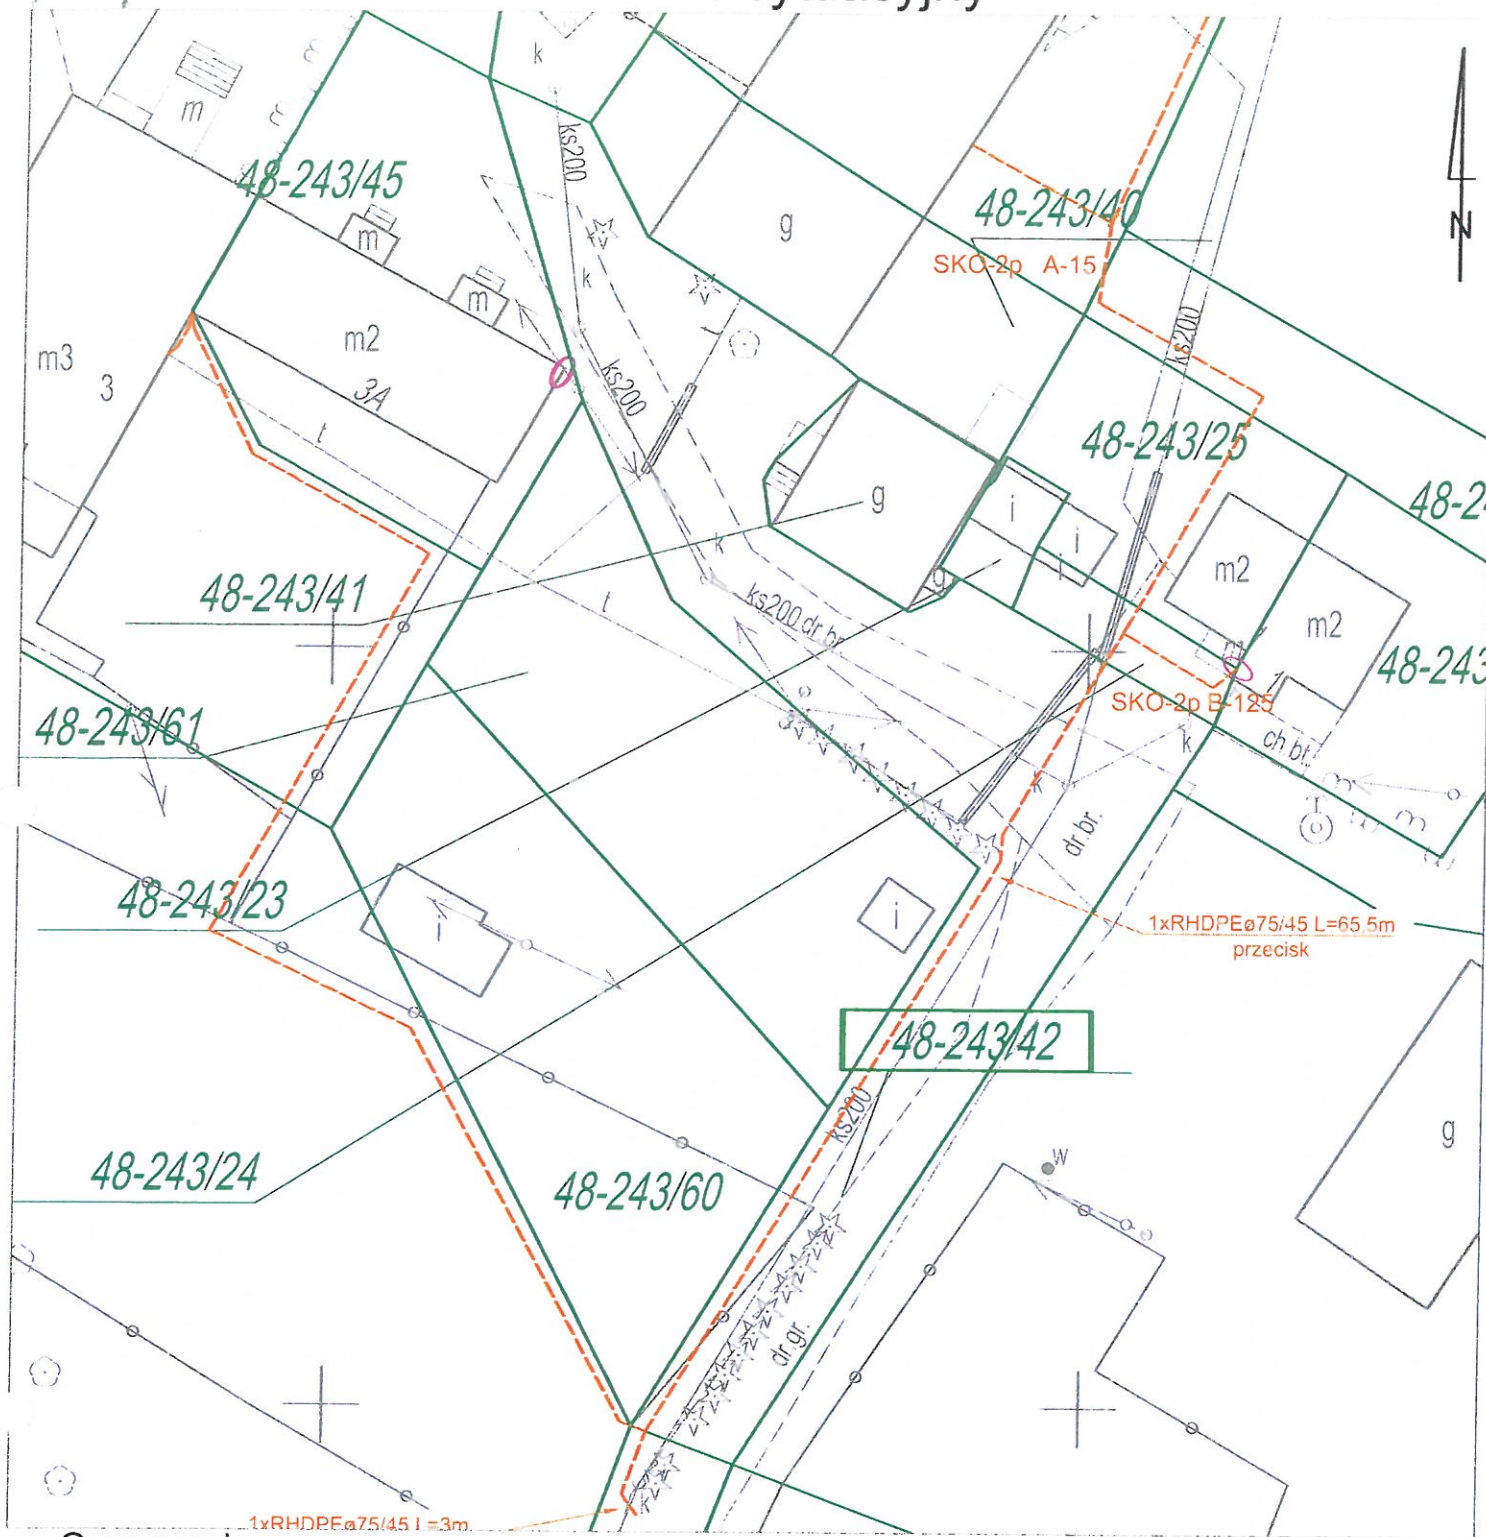 k
m
ks200
48-243/45
48-243/40
g
m
SKO-2p A-15
k
m
ks200
m2
m3
3
3A
ks200
t
48-243/25
g
48-2
i
k
i
m2
i
g
48-243/41
t
ks200 dr.br.
m2
48-243
SKO-2p B-125
48-243/61
k
ch.bt.
k
dr.br.
48-243/23
i
i
1xRHDPEø75/45 L=65,5m
przecisk
48-243/42
ks200
g
w
48-243/24
48-243/60
dr.gr.
N
1xRHDPEø75/45 L=3m